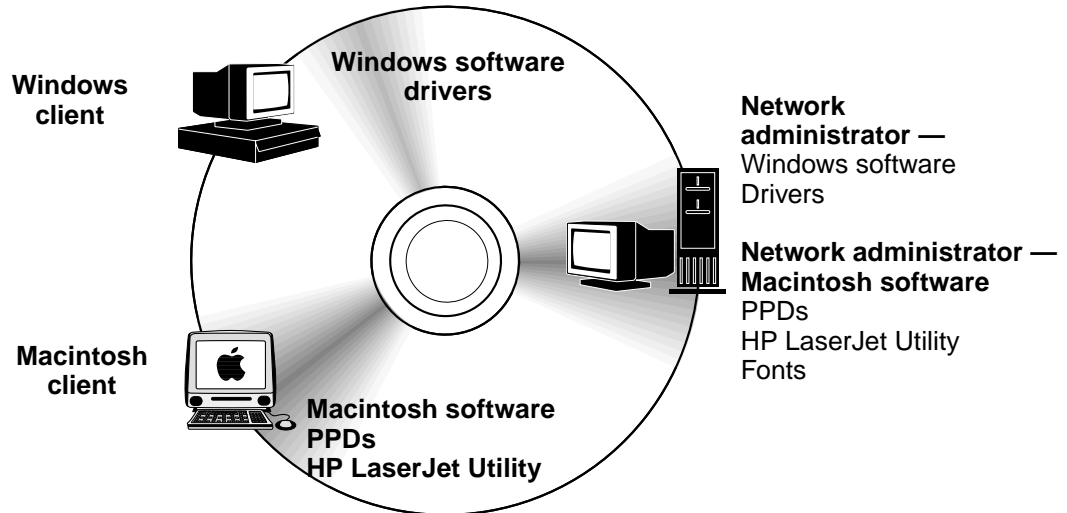 Windows
client
Windows software
drivers
Network
administrator —
Windows software
Drivers
Network administrator —
Macintosh software
PPDs
HP LaserJet Utility
Fonts
Macintosh
client
Macintosh software
PPDs
HP LaserJet Utility